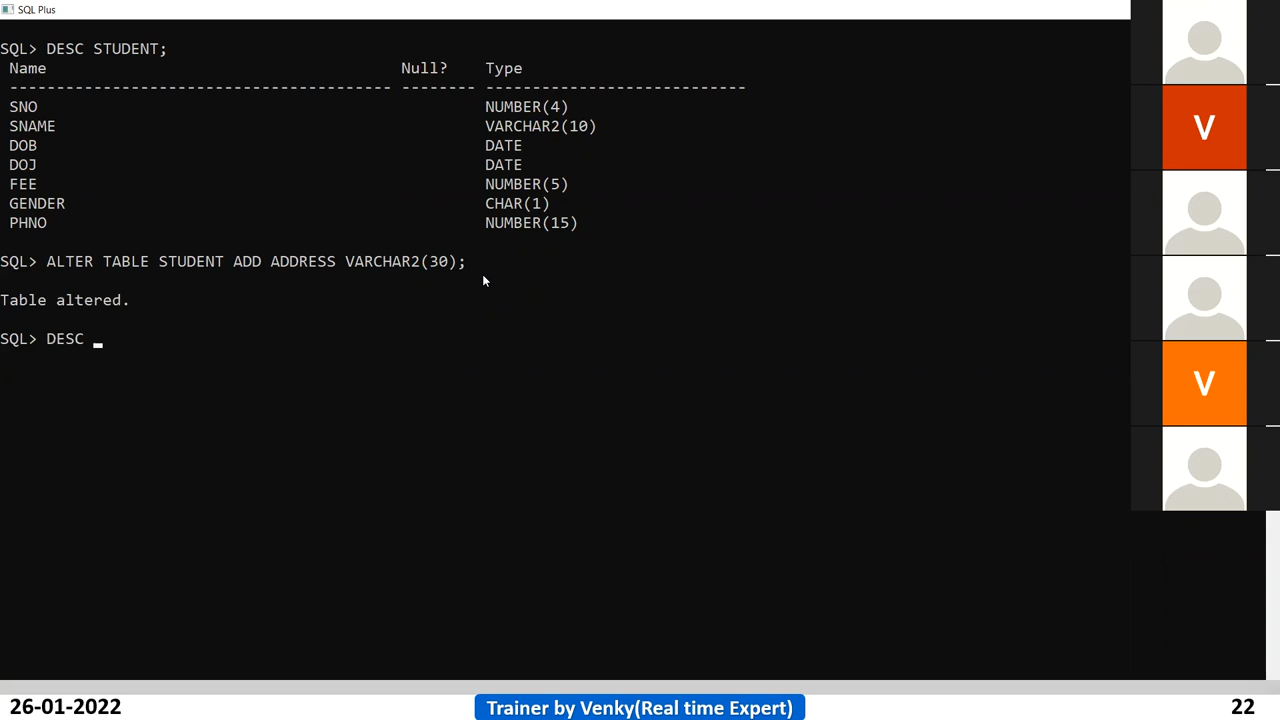 SQL Plus
SQL> DESC STUDENT;
Name Null? Type
----------------------------------------- -------- ----------------------------
SNO NUMBER(4)
SNAME VARCHAR2(10)
DOB DATE
DOJ DATE
FEE NUMBER(5)
GENDER CHAR(1)
PHNO NUMBER(15)
SQL> ALTER TABLE STUDENT ADD ADDRESS VARCHAR2(30);
Table altered.
SQL> DESC _
V
V
26-01-2022
Trainer by Venky(Real time Expert)
22